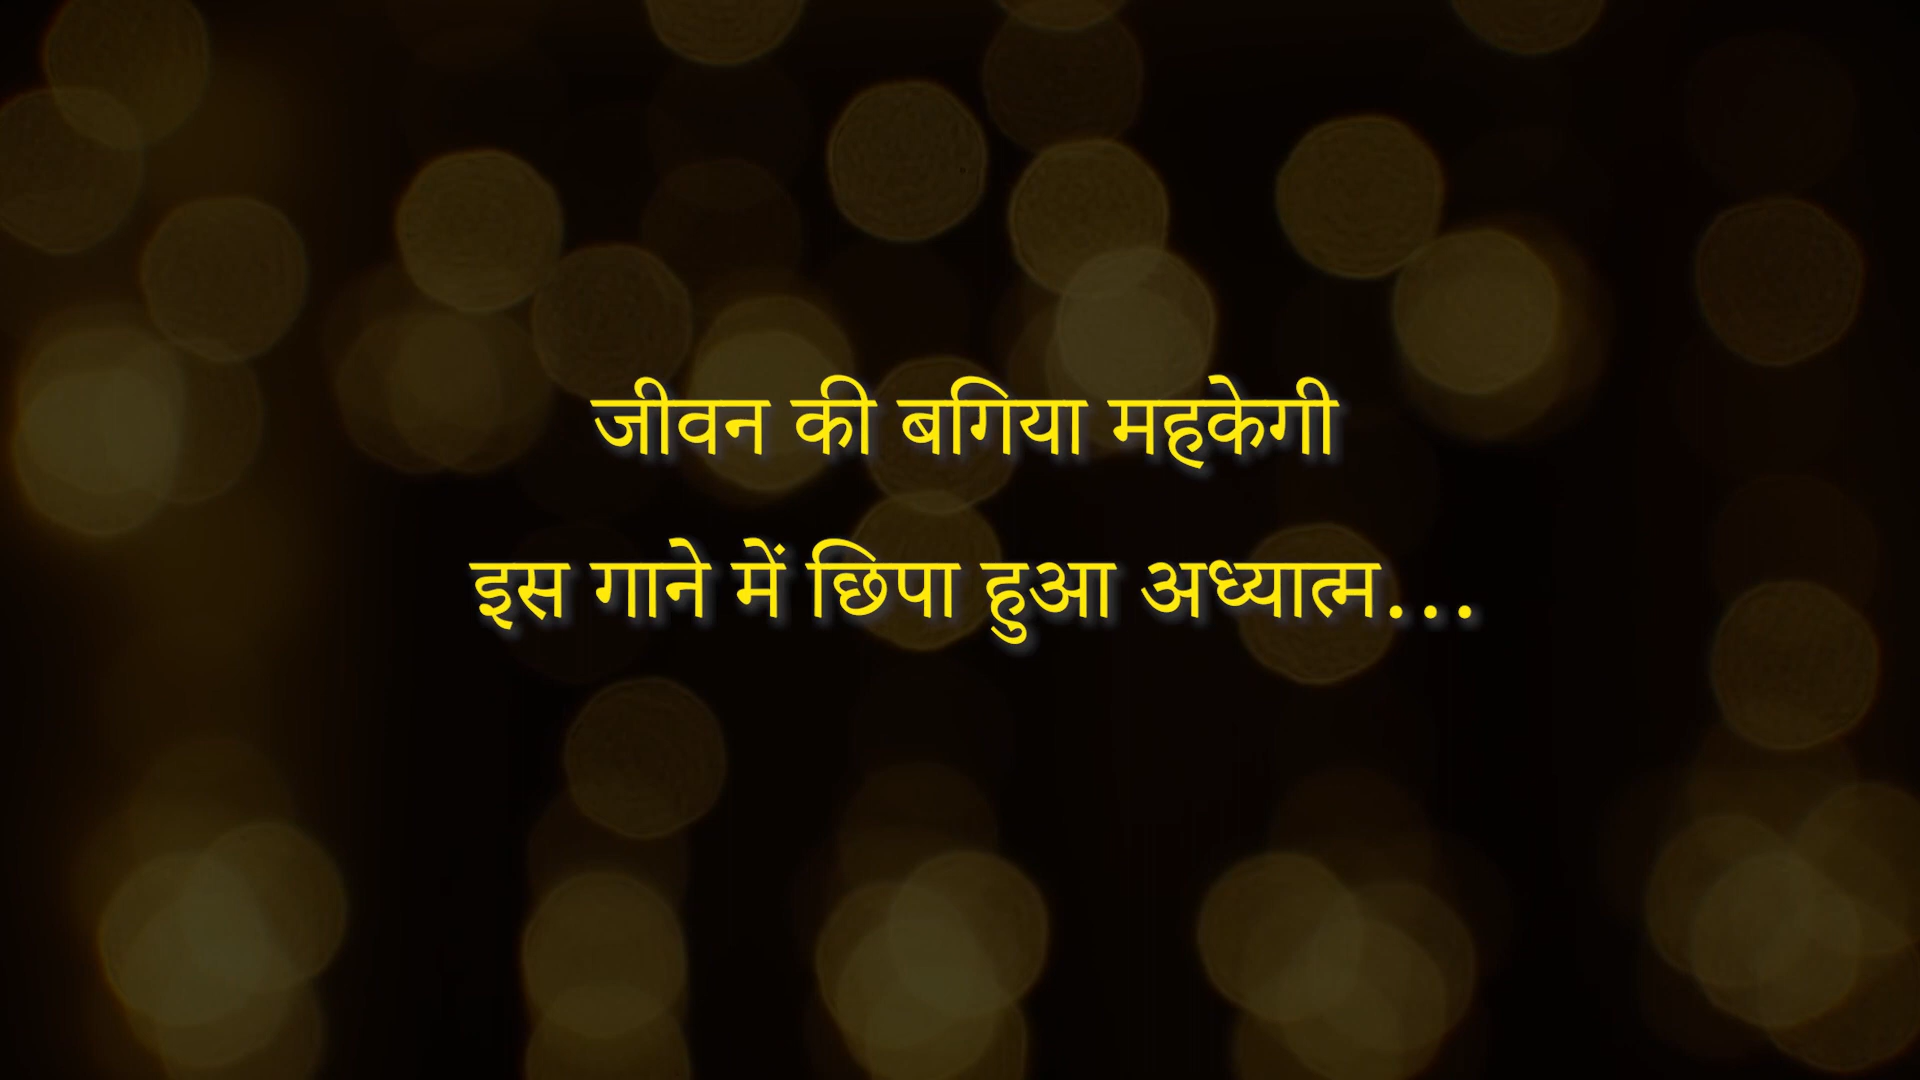 जीवन की बगिया महकेगी
इस गाने में छिपा हुआ अध्यात्म...